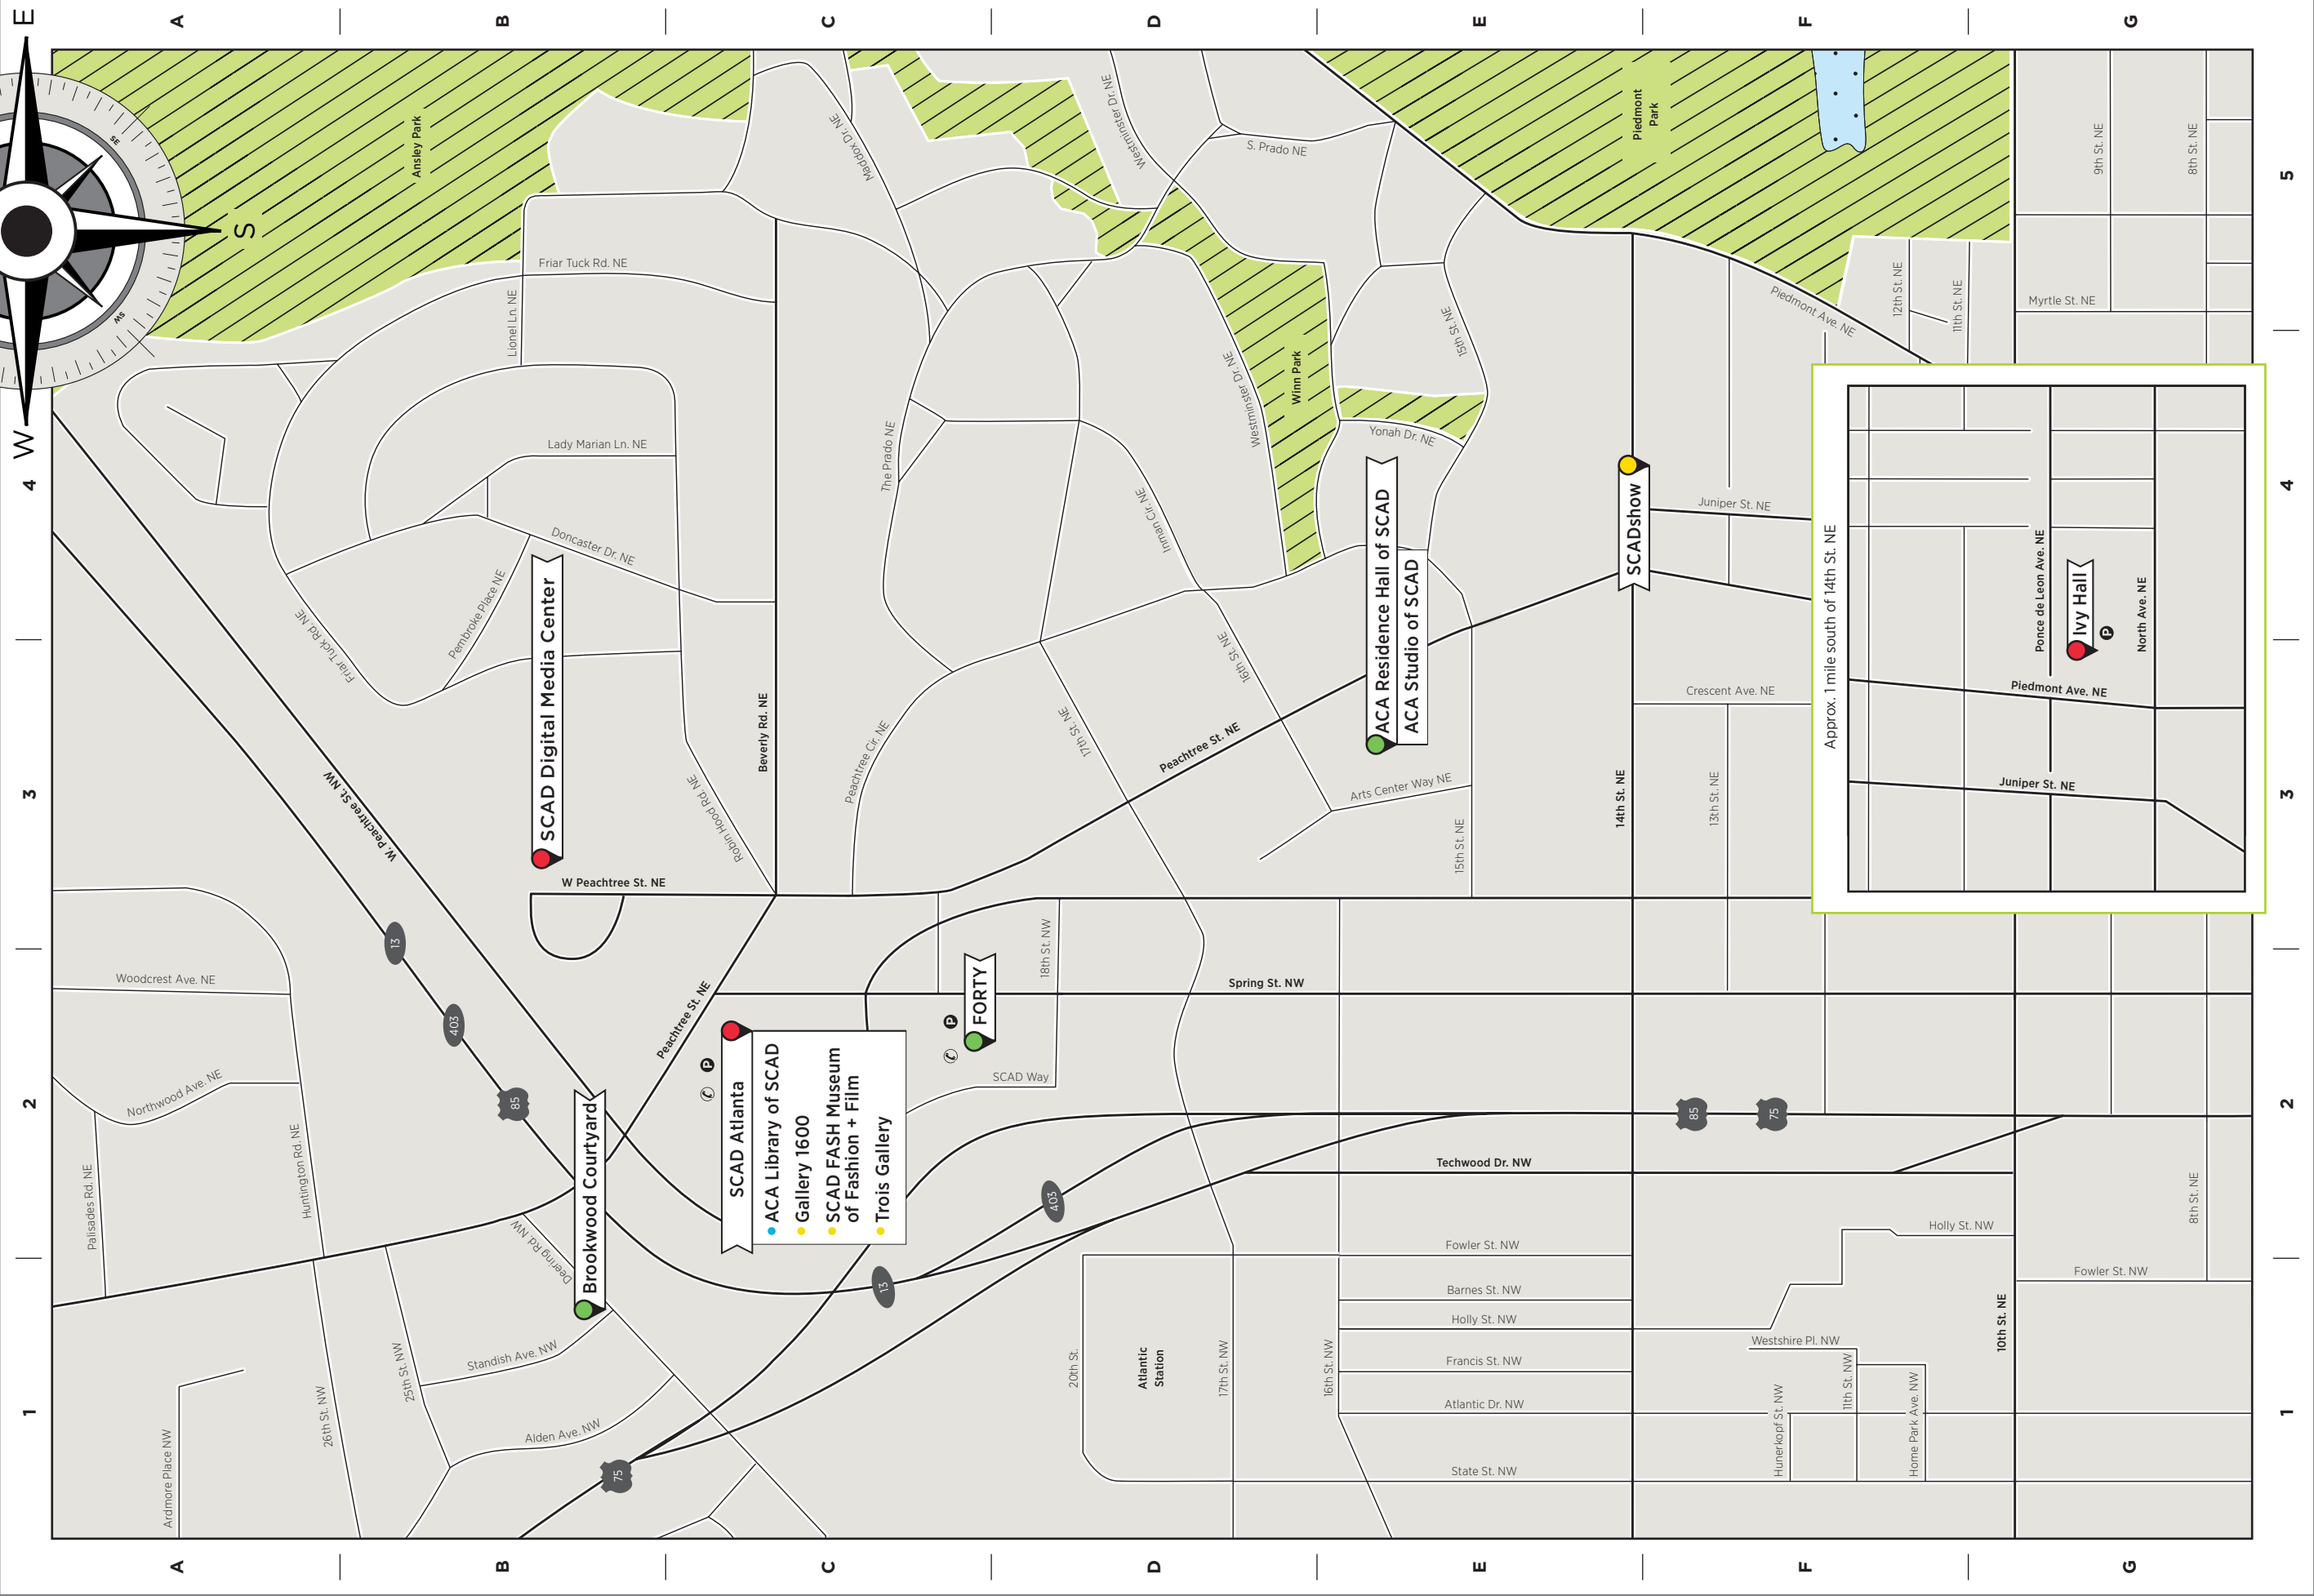 E
S
W
SE
SW
A
B
C
D
E
F
G
A
B
C
D
E
F
G
5
4
3
2
1
5
4
3
2
1
Ansley Park
Maddox Dr. NE
Westminster Dr. NE
S. Prado NE
Piedmont
Park
9th St. NE
8th St. NE
Friar Tuck Rd. NE
Lionel Ln. NE
15th St. NE
Piedmont Ave. NE
12th St. NE
11th St. NE
Myrtle St. NE
Winn Park
Westminster Dr. NE
Yonah Dr. NE
Lady Marian Ln. NE
The Prado NE
Inman Cir. NE
Doncaster Dr. NE
Pembroke Place NE
Friar Tuck Rd. NE
SCAD Digital Media Center
ACA Residence Hall of SCAD
ACA Studio of SCAD
SCADshow
Juniper St. NE
16th St. NE
17th St. NE
Peachtree Cir. NE
Peachtree St. NE
Crescent Ave. NE
Beverly Rd. NE
Robin Hood Rd. NE
Arts Center Way NE
15th St. NE
14th St. NE
13th St. NE
W. Peachtree St. NW
W Peachtree St. NE
Approx. 1 mile south of 14th St. NE
Ponce de Leon Ave. NE
Ivy Hall
P
North Ave. NE
Piedmont Ave. NE
Juniper St. NE
13
403
85
Woodcrest Ave. NE
Northwood Ave. NE
Palisades Rd. NE
Huntington Rd. NE
Peachtree St. NE
18th St. NW
Spring St. NW
P
FORTY
SCAD Way
P
SCAD Atlanta
ACA Library of SCAD
Gallery 1600
SCAD FASH Museum
of Fashion + Film
Trois Gallery
Brookwood Courtyard
Deering Rd. NW
85
75
403
13
Techwood Dr. NW
Holly St. NW
8th St. NE
Fowler St. NW
Fowler St. NW
Barnes St. NW
Holly St. NW
Westshire Pl. NW
Francis St. NW
Atlantic Dr. NW
State St. NW
10th St. NE
Hunerkopf St. NW
11th St. NW
Home Park Ave. NW
20th St.
Atlantic
Station
17th St. NW
16th St. NW
Standish Ave. NW
25th St. NW
26th St. NW
Alden Ave. NW
Ardmore Place NW
75